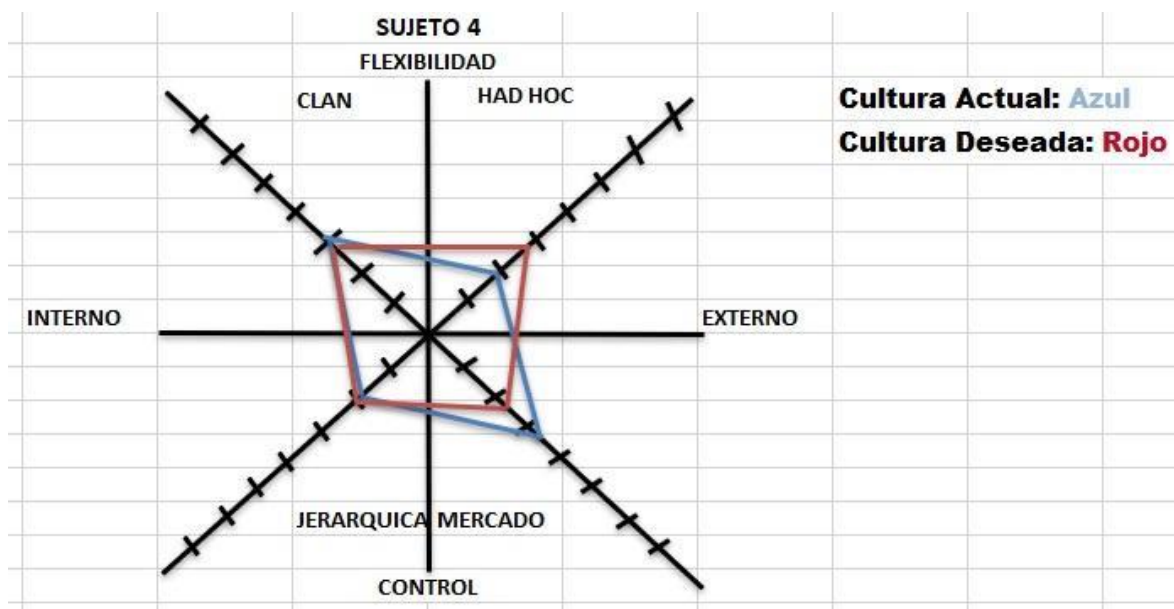 SUJETO 4
FLEXIBILIDAD
CLAN
HAD HOC
Cultura Actual: Azul
Cultura Deseada: Rojo
INTERNO
EXTERNO
JERARQUICA
MERCADO
CONTROL